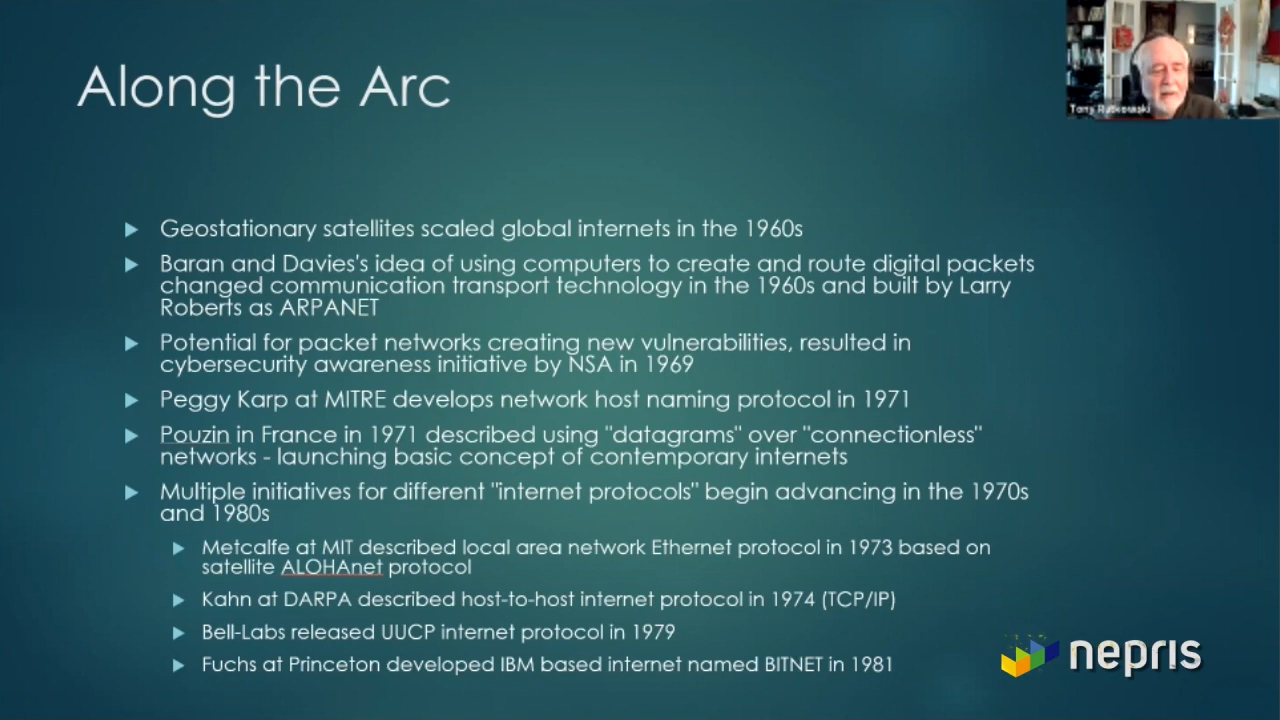 Along the Arc
Tony Rutkowski
Geostationary satellites scaled global internets in the 1960s
Baran and Davies's idea of using computers to create and route digital packets
changed communication transport technology in the 1960s and built by Larry
Roberts as ARPANET
Potential for packet networks creating new vulnerabilities, resulted in
cybersecurity awareness initiative by NSA in 1969
Peggy Karp at MITRE develops network host naming protocol in 1971
Pouzin in France in 1971 described using "datagrams" over "connectionless"
networks - launching basic concept of contemporary internets
Multiple initiatives for different "internet protocols" begin advancing in the 1970s
and 1980s
Metcalfe at MIT described local area network Ethernet protocol in 1973 based on
satellite ALOHAnet protocol
Kahn at DARPA described host-to-host internet protocol in 1974 (TCP/IP)
Bell-Labs released UUCP internet protocol in 1979
Fuchs at Princeton developed IBM based internet named BITNET in 1981
nepris